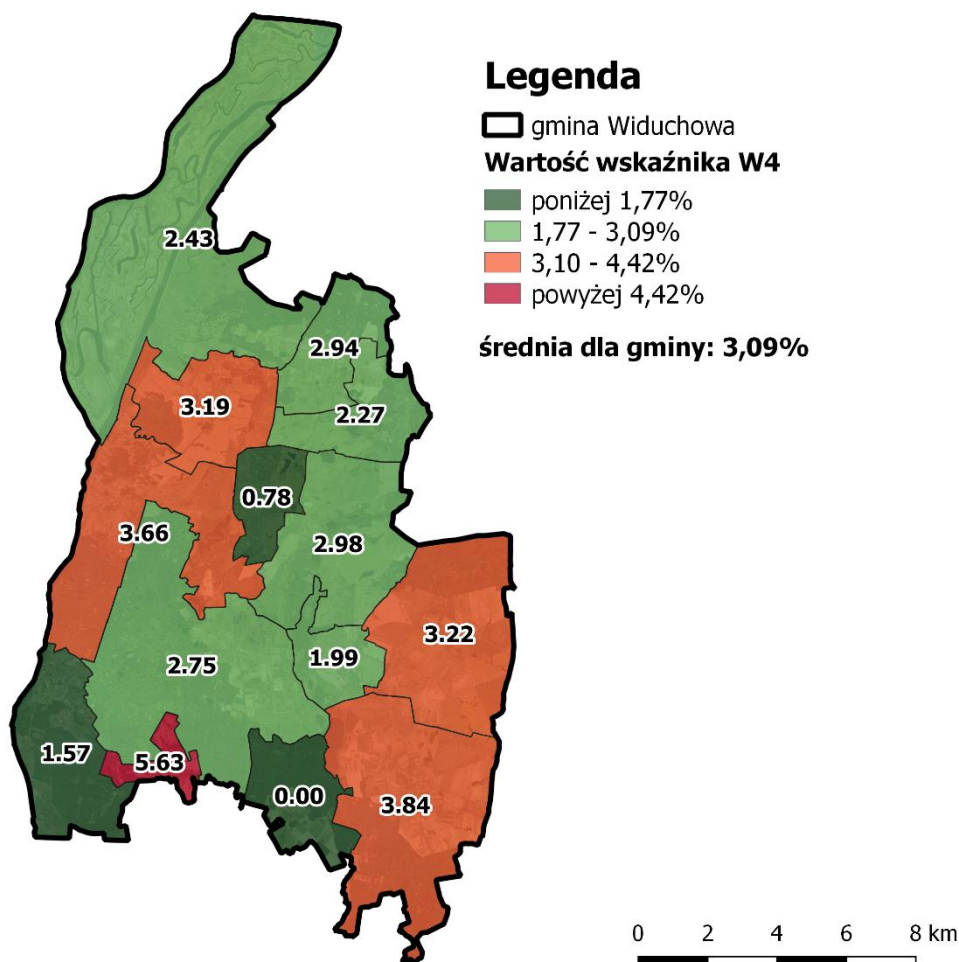 Legenda
gmina Widuchowa
Wartość wskaźnika W4
poniżej 1,77%
1,77 - 3,09%
3,10 - 4,42%
powyżej 4,42%
średnia dla gminy: 3,09%
2.43
2.94
3.19
2.27
0.78
3.66
2.98
3.22
1.99
2.75
1.57
5.63
0.00
3.84
0 2 4 6 8 km